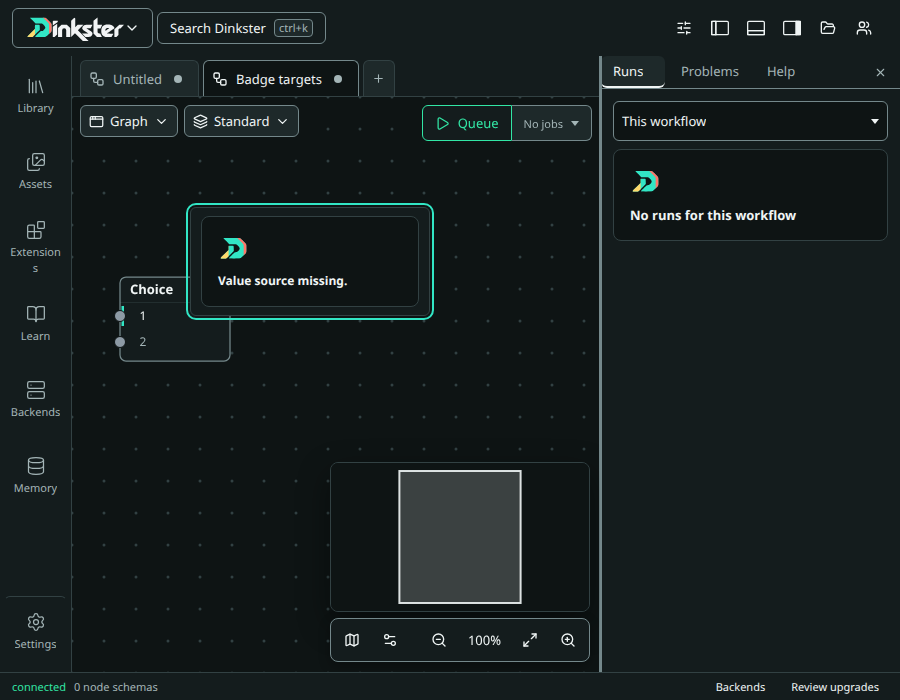 Dinkster
Search Dinkster ctrl+k
Library
Assets
Extension
s
Learn
Backends
Memory
Settings
Untitled
Badge targets
Graph
Standard
Queue
No jobs
Value source missing.
Choice
1
2
100%
Runs
Problems
Help
This workflow
No runs for this workflow
connected
0 node schemas
Backends
Review upgrades